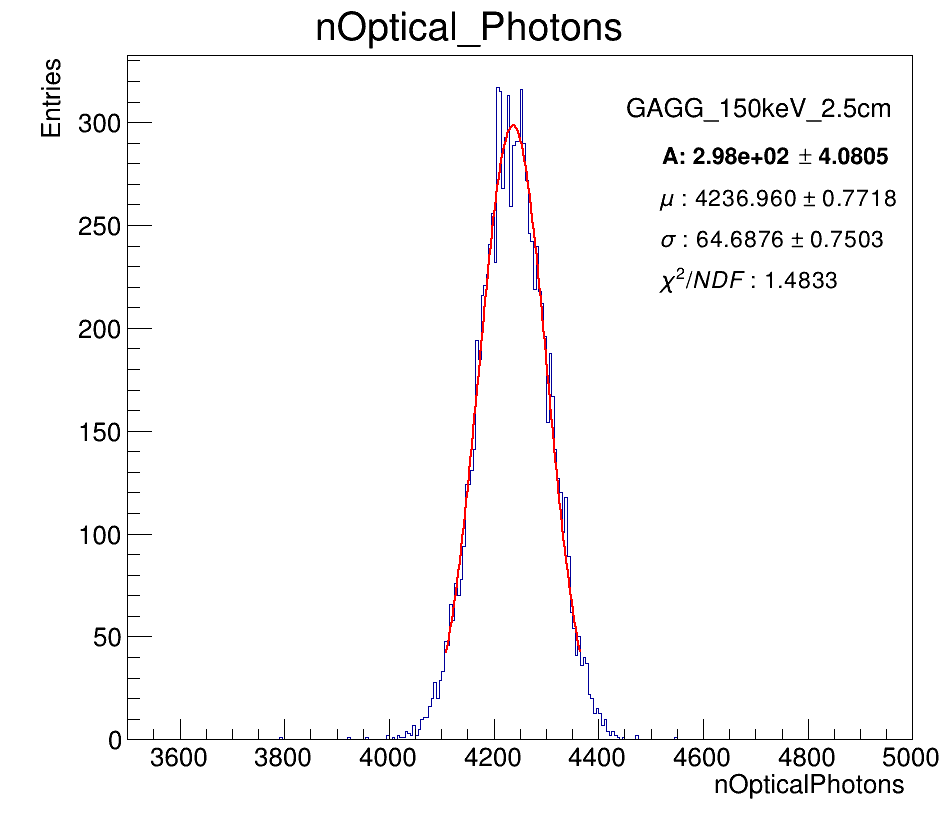 nOptical_Photons
Entries
GAGG_150keV_2.5cm
A: 2.98e+02 ± 4.0805
μ : 4236.960 ± 0.7718
σ : 64.6876 ± 0.7503
χ²/NDF : 1.4833
300
250
200
150
100
50
0
3600 3800 4000 4200 4400 4600 4800 5000
nOpticalPhotons